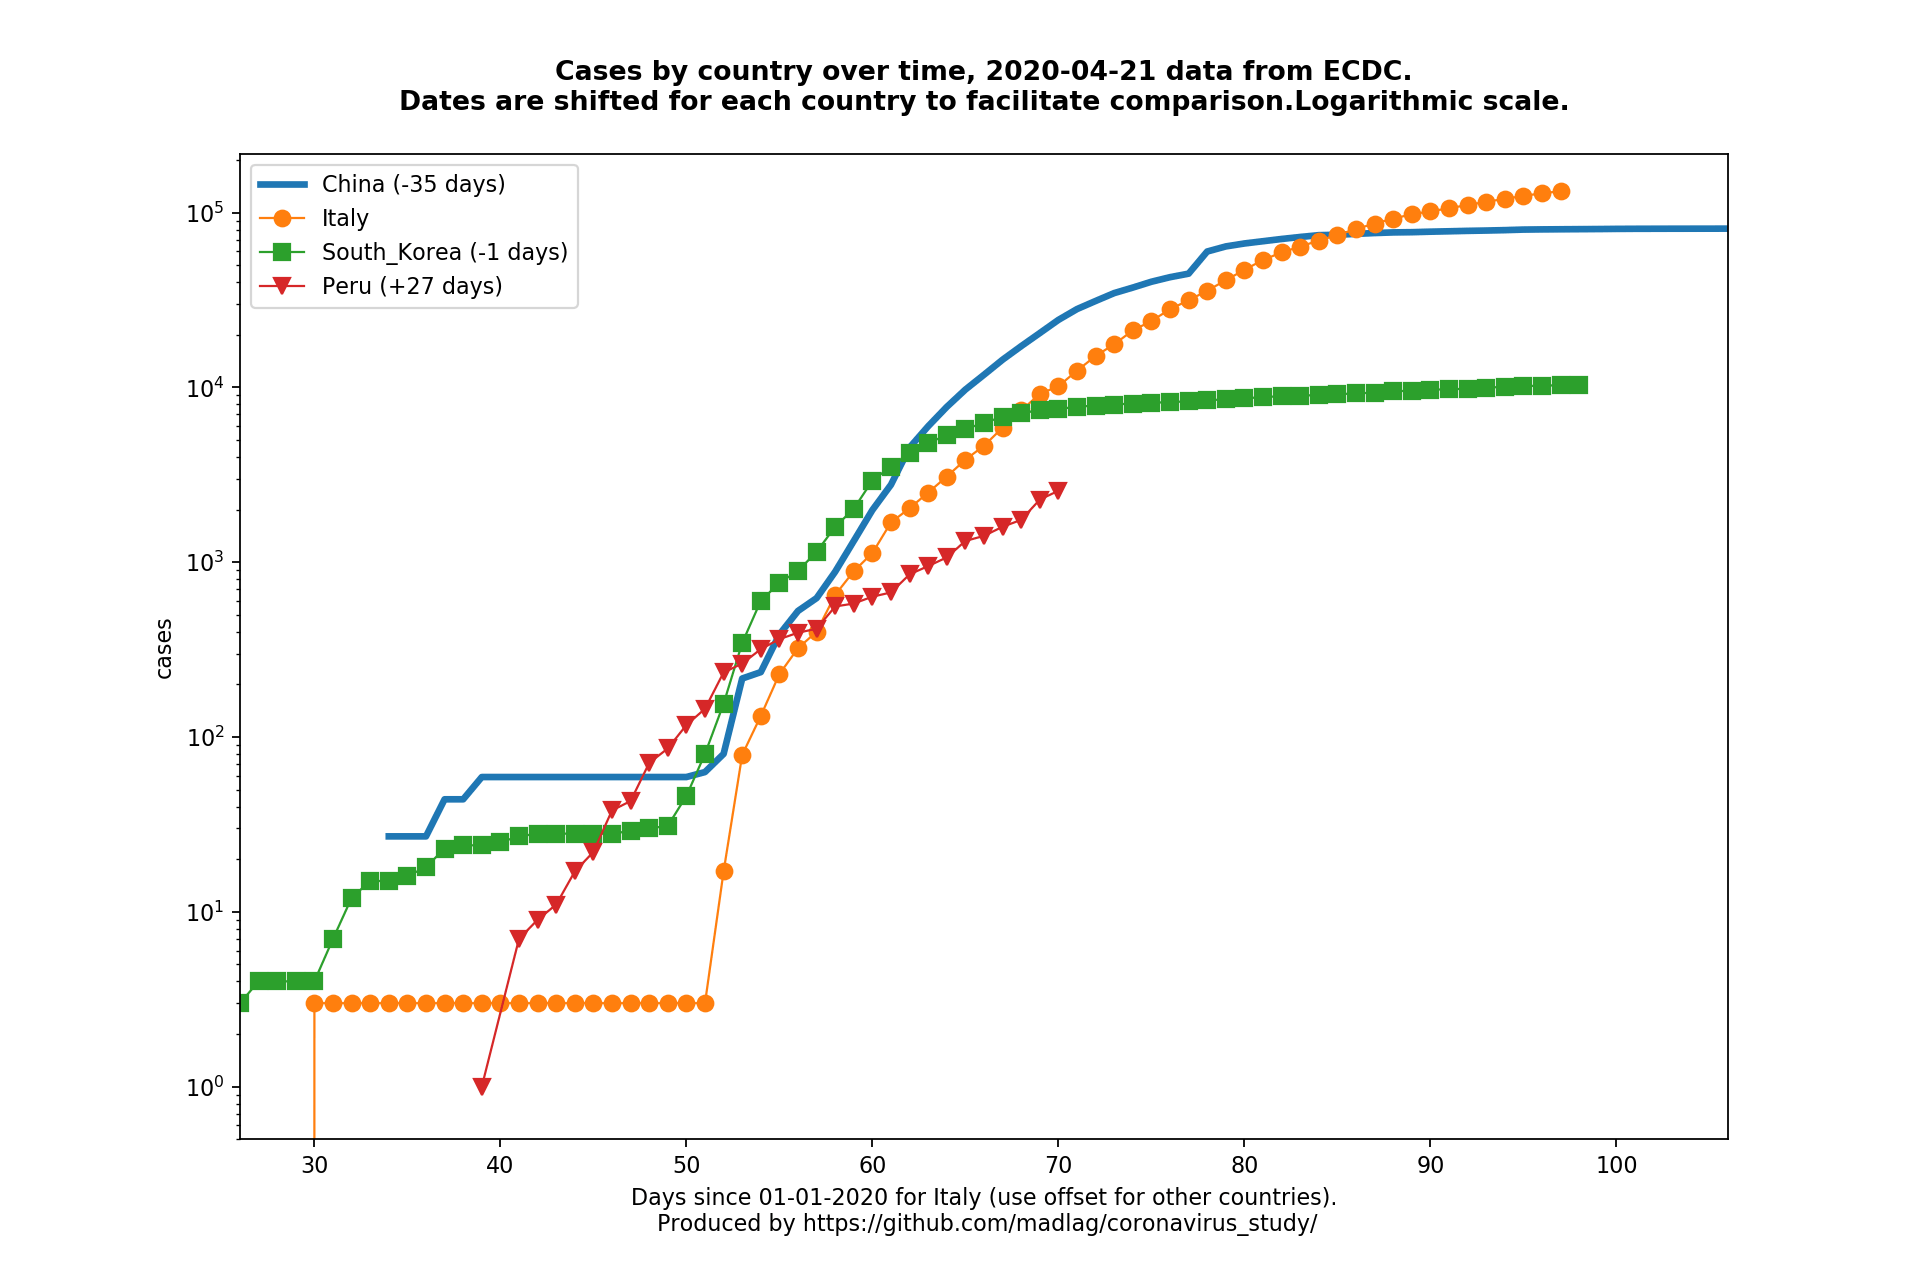 Cases by country over time, 2020-04-21 data from ECDC.
Dates are shifted for each country to facilitate comparison.Logarithmic scale.
China (-35 days)
Italy
South_Korea (-1 days)
Peru (+27 days)
10^5
10^4
10^3
10^2
10^1
10^0
cases
30 40 50 60 70 80 90 100
Days since 01-01-2020 for Italy (use offset for other countries).
Produced by https://github.com/madlag/coronavirus_study/